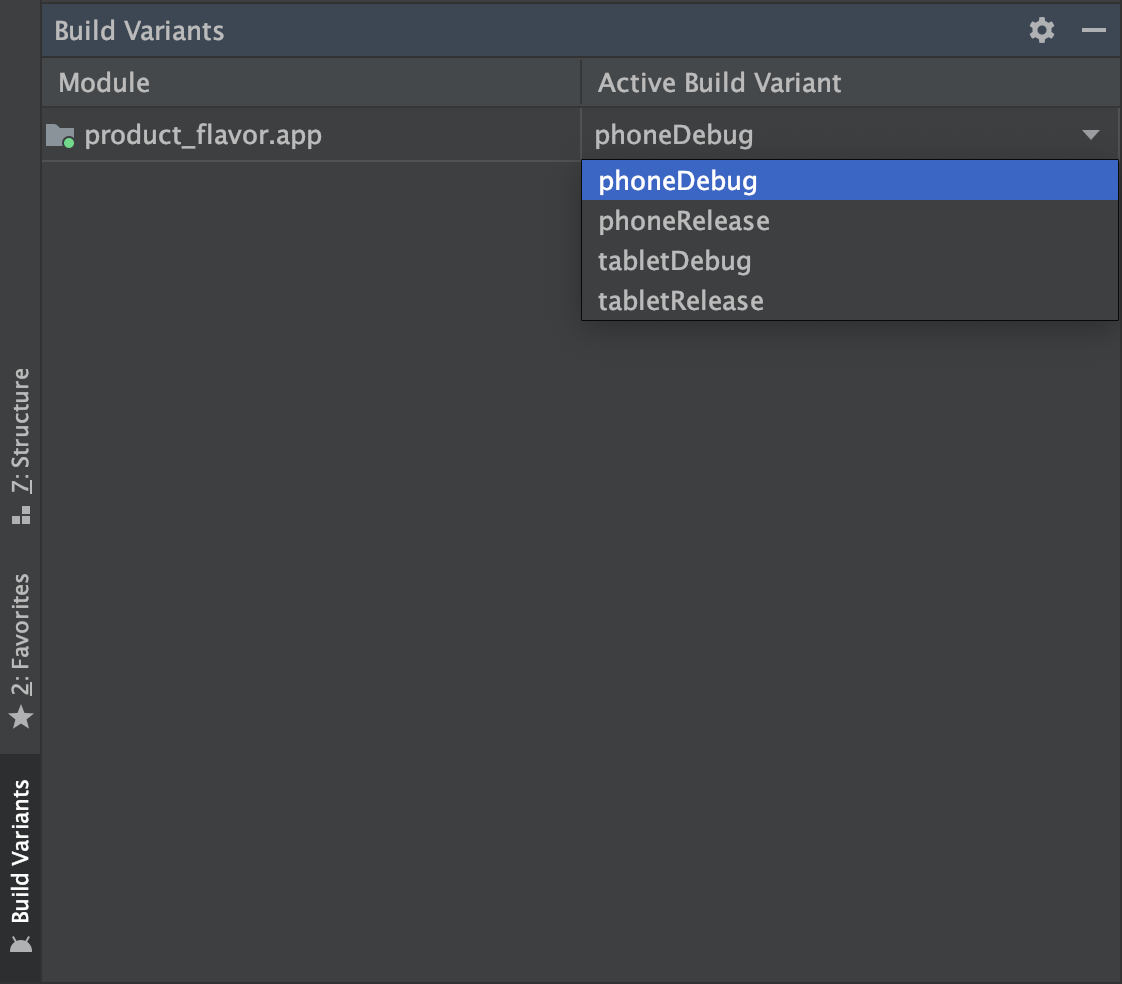 Build Variants
Module
Active Build Variant
product_flavor.app
phoneDebug
phoneDebug
phoneRelease
tabletDebug
tabletRelease
7: Structure
2: Favorites
Build Variants